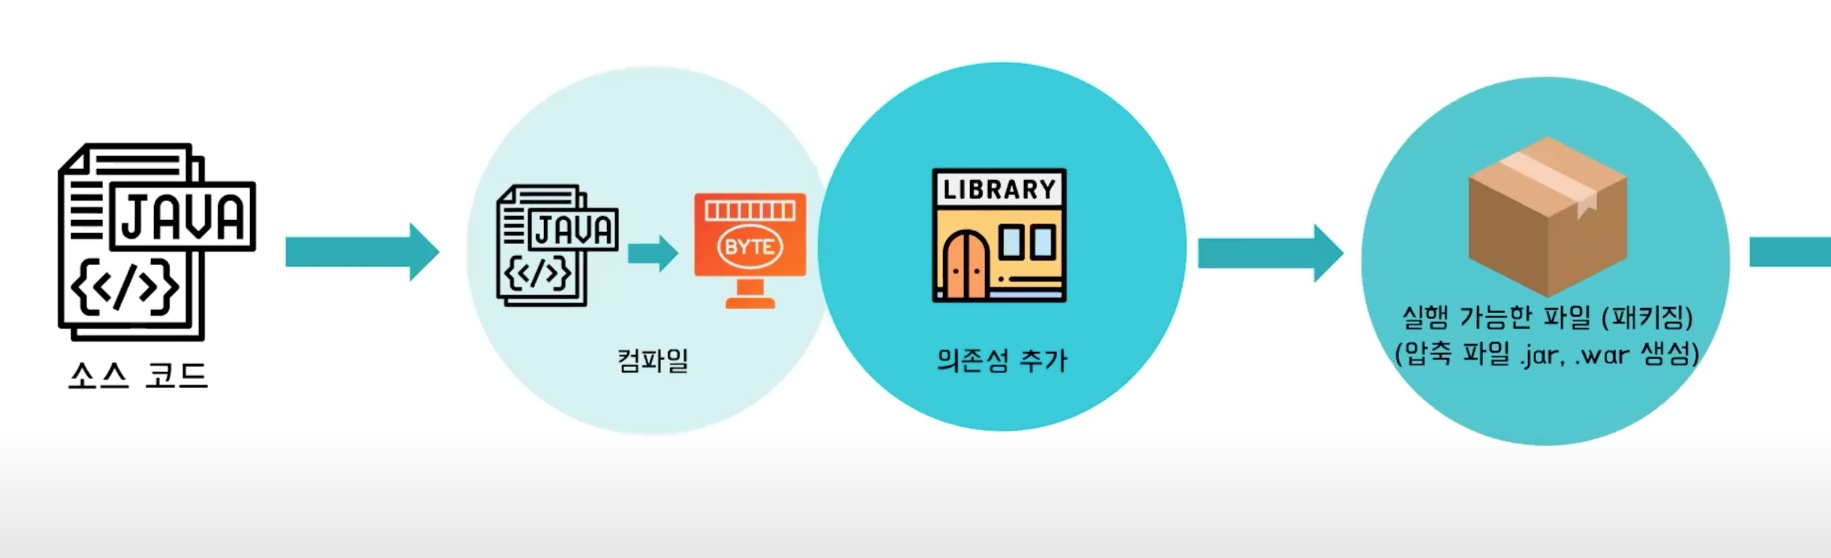 JAVA
소스 코드
JAVA
BYTE
컴파일
LIBRARY
의존성 추가
실행 가능한 파일 (패키징)
(압축 파일 .jar, .war 생성)